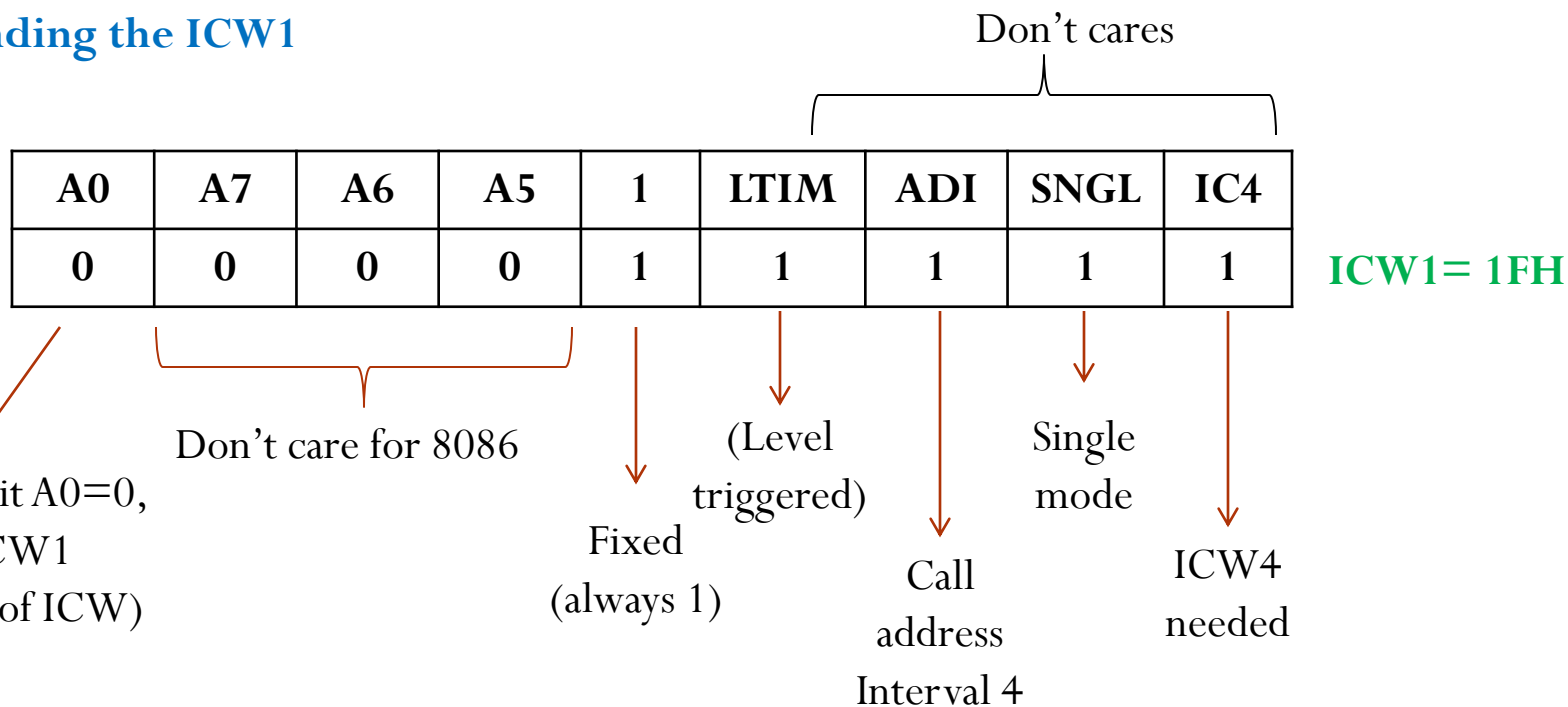 nding the ICW1
Don't cares
A0 A7 A6 A5 1 LTIM ADI SNGL IC4
0 0 0 0 1 1 1 1 1
ICW1= 1FH
Don't care for 8086
it A0=0,
CW1
of ICW)
Fixed
(always 1)
(Level
triggered)
Call
address
Interval 4
Single
mode
ICW4
needed